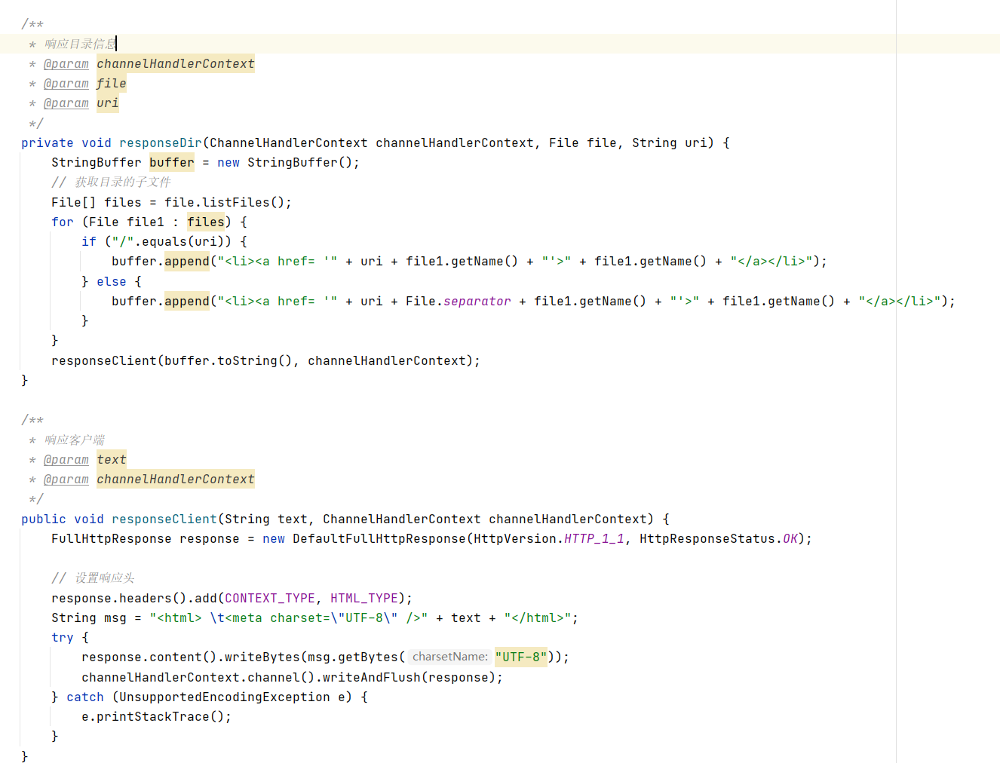 /**
 * 响应目录信息
 * @param channelHandlerContext
 * @param file
 * @param uri
 */
private void responseDir(ChannelHandlerContext channelHandlerContext, File file, String uri) {
    StringBuffer buffer = new StringBuffer();
    // 获取目录的子文件
    File[] files = file.listFiles();
    for (File file1 : files) {
        if ("/".equals(uri)) {
            buffer.append("<li><a href= '" + uri + file1.getName() + "'>" + file1.getName() + "</a></li>");
        } else {
            buffer.append("<li><a href= '" + uri + File.separator + file1.getName() + "'>" + file1.getName() + "</a></li>");
        }
    }
    responseClient(buffer.toString(), channelHandlerContext);
}

/**
 * 响应客户端
 * @param text
 * @param channelHandlerContext
 */
public void responseClient(String text, ChannelHandlerContext channelHandlerContext) {
    FullHttpResponse response = new DefaultFullHttpResponse(HttpVersion.HTTP_1_1, HttpResponseStatus.OK);

    // 设置响应头
    response.headers().add(CONTEXT_TYPE, HTML_TYPE);
    String msg = "<html> \t<meta charset=\"UTF-8\" />" + text + "</html>";
    try {
        response.content().writeBytes(msg.getBytes( charsetName: "UTF-8"));
        channelHandlerContext.channel().writeAndFlush(response);
    } catch (UnsupportedEncodingException e) {
        e.printStackTrace();
    }
}